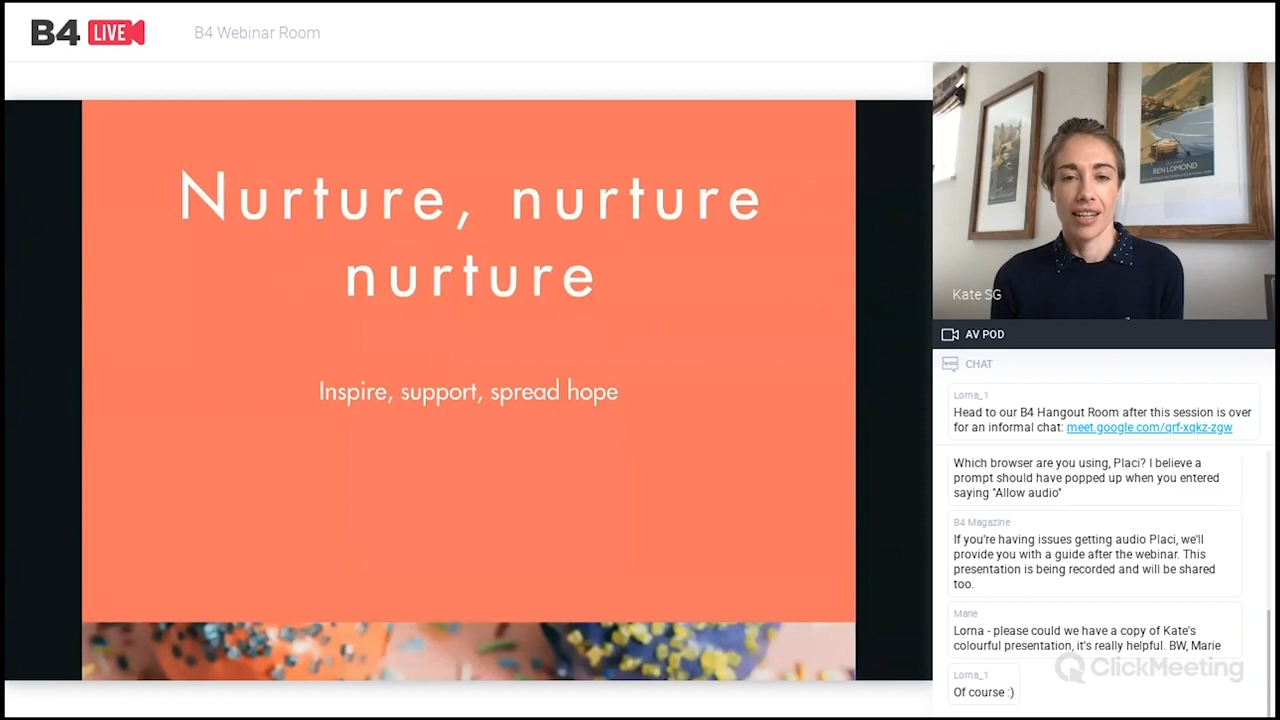 B4 LIVE
B4 Webinar Room
Nurture, nurture
nurture
Inspire, support, spread hope
BEN LOMOND
Kate SG
AV POD
CHAT
Lorna_1
Head to our B4 Hangout Room after this session is over
for an informal chat: meet.google.com/qrf-xqkz-zgw
Which browser are you using, Placi? I believe a
prompt should have popped up when you entered
saying "Allow audio"
B4 Magazine
If you're having issues getting audio Placi, we'll
provide you with a guide after the webinar. This
presentation is being recorded and will be shared
too.
Marie
Lorna - please could we have a copy of Kate's
colourful presentation, it's really helpful. BW, Marie
ClickMeeting
Lorna_1
Of course :)